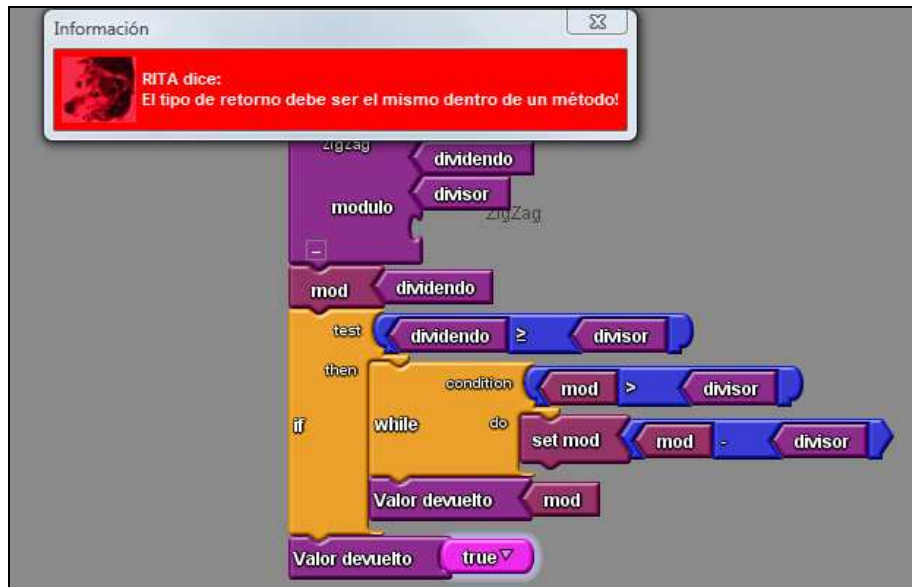 Información
RITA dice:
El tipo de retorno debe ser el mismo dentro de un método!
zigzag
dividendo
divisor
modulo
ZigZag
mod dividendo
test dividendo ≥ divisor
then
condition mod > divisor
if while do set mod mod - divisor
Valor devuelto mod
Valor devuelto true